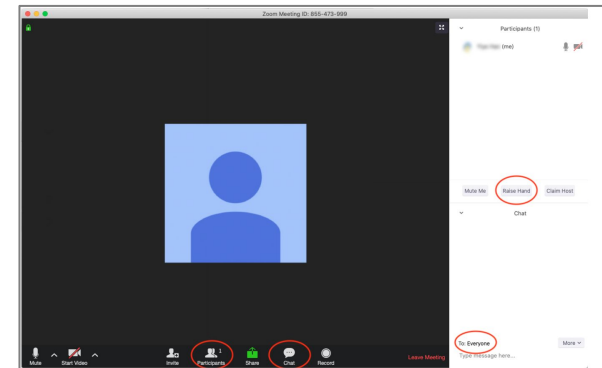 Zoom Meeting ID: 855-473-999
Participants (1)
(me)
Mute Me
Raise Hand
Claim Host
Chat
To: Everyone
More
Type message here...
Mute
Start Video
Invite
Participants
1
Share
Chat
Record
Leave Meeting